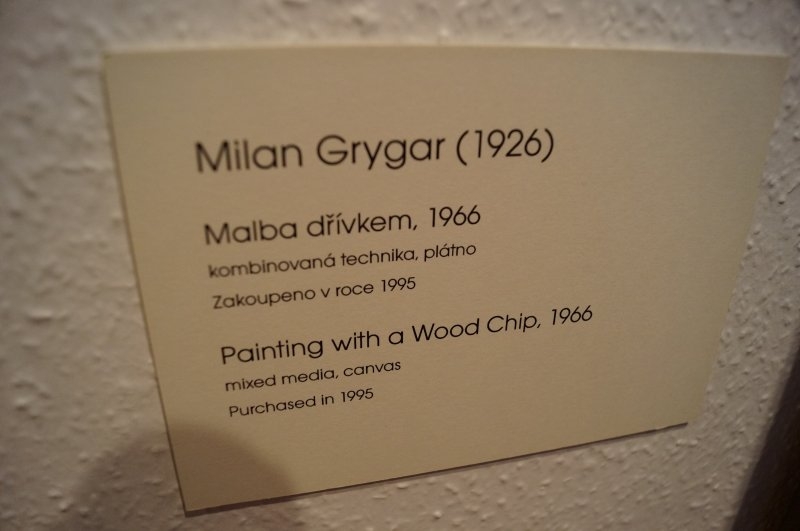 Milan Grygar (1926)
Malba dřívkem, 1966
kombinovaná technika, plátno
Zakoupeno v roce 1995
Painting with a Wood Chip, 1966
mixed media, canvas
Purchased in 1995